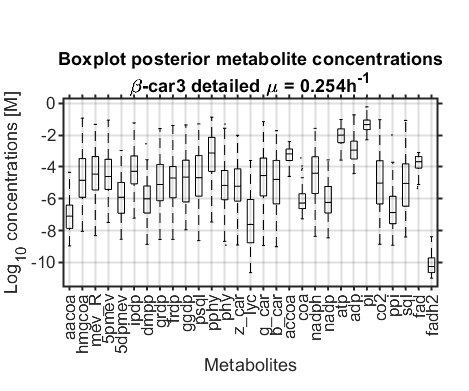 Boxplot posterior metabolite concentrations
β-car3 detailed μ = 0.254h-1
Log10 concentrations [M]
0
-2
-4
-6
-8
-10
aacoa
hmgcoa
mev_R
5pmev
5dpmev
ipdp
dmpp
grdp
frdp
ggdp
psql
pphy
phy
z_car
lyc
g_car
b_car
accoa
coa
nadph
nadp
atp
adp
pi
co2
ppi
sql
fad
fadh2
Metabolites